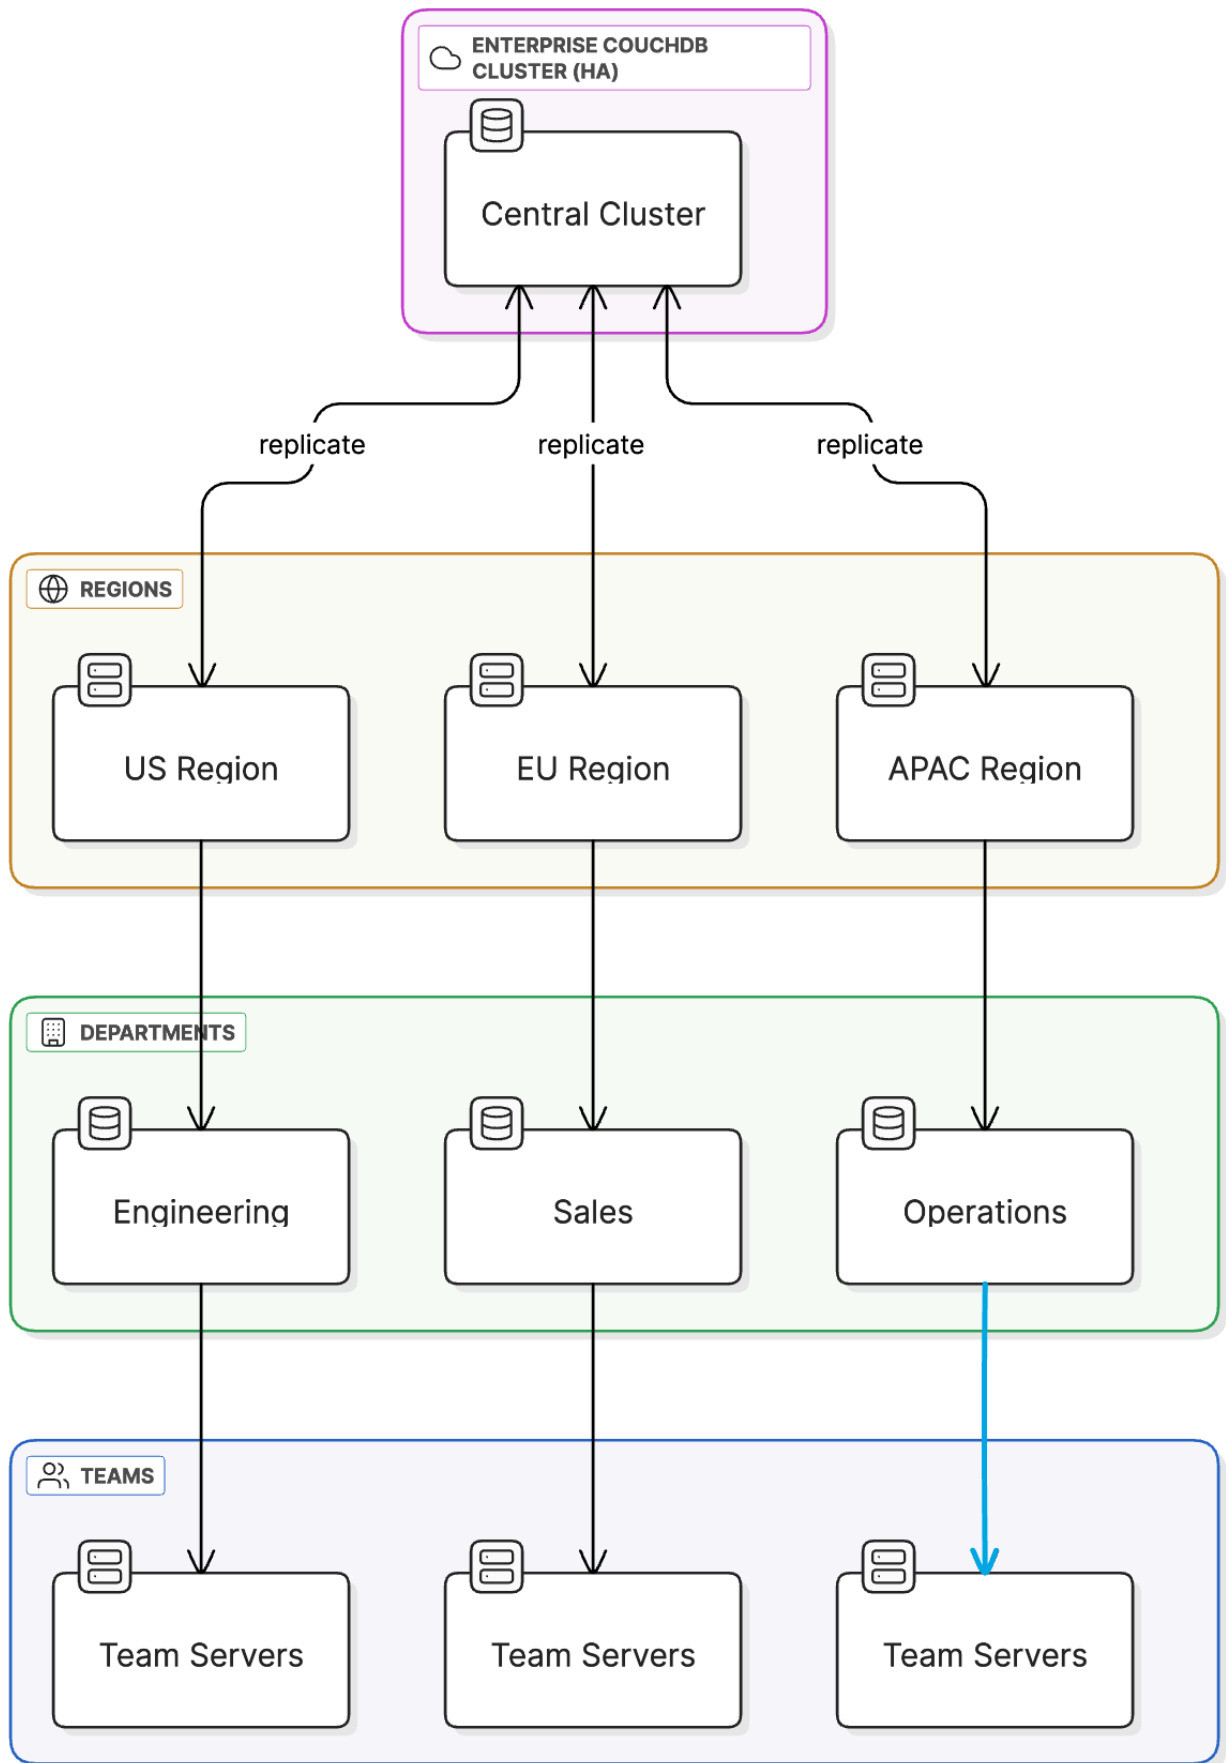 ENTERPRISE COUCHDB
CLUSTER (HA)
Central Cluster
replicate
replicate
replicate
REGIONS
US Region
EU Region
APAC Region
DEPARTMENTS
Engineering
Sales
Operations
TEAMS
Team Servers
Team Servers
Team Servers